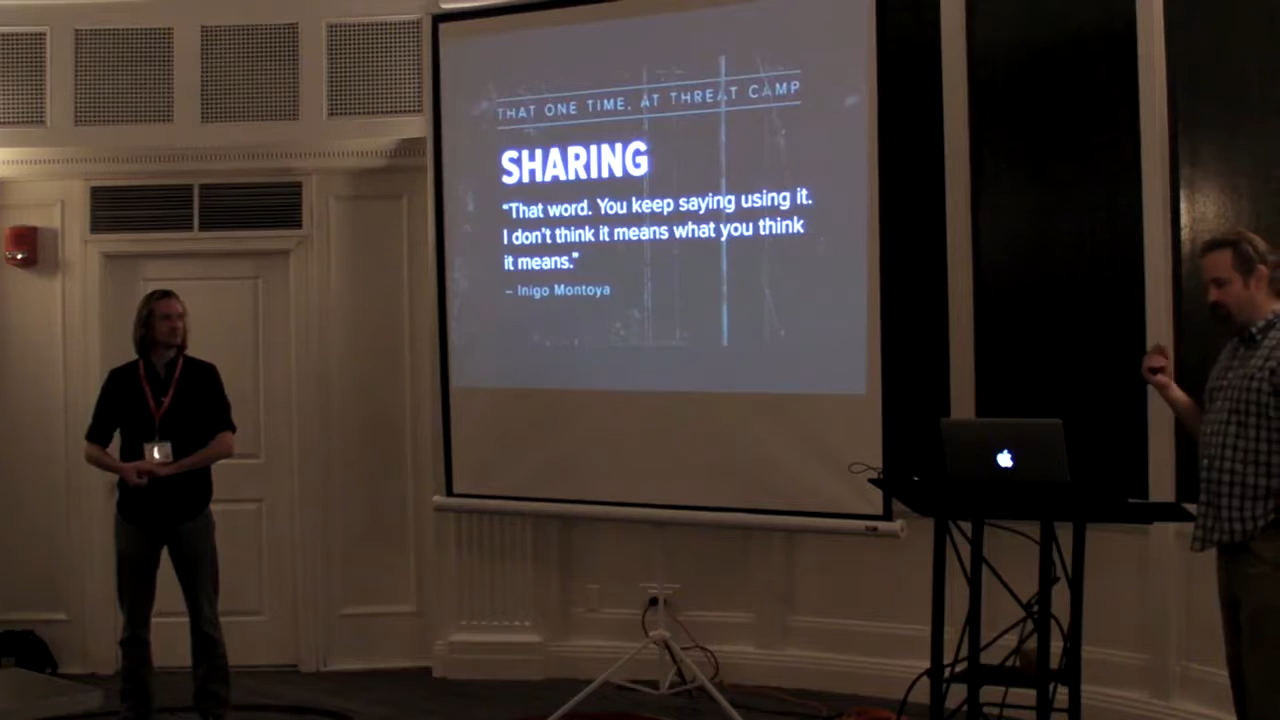 THAT ONE TIME, AT THREAT CAMP
SHARING
“That word. You keep saying using it.
I don’t think it means what you think
it means.”
– Inigo Montoya